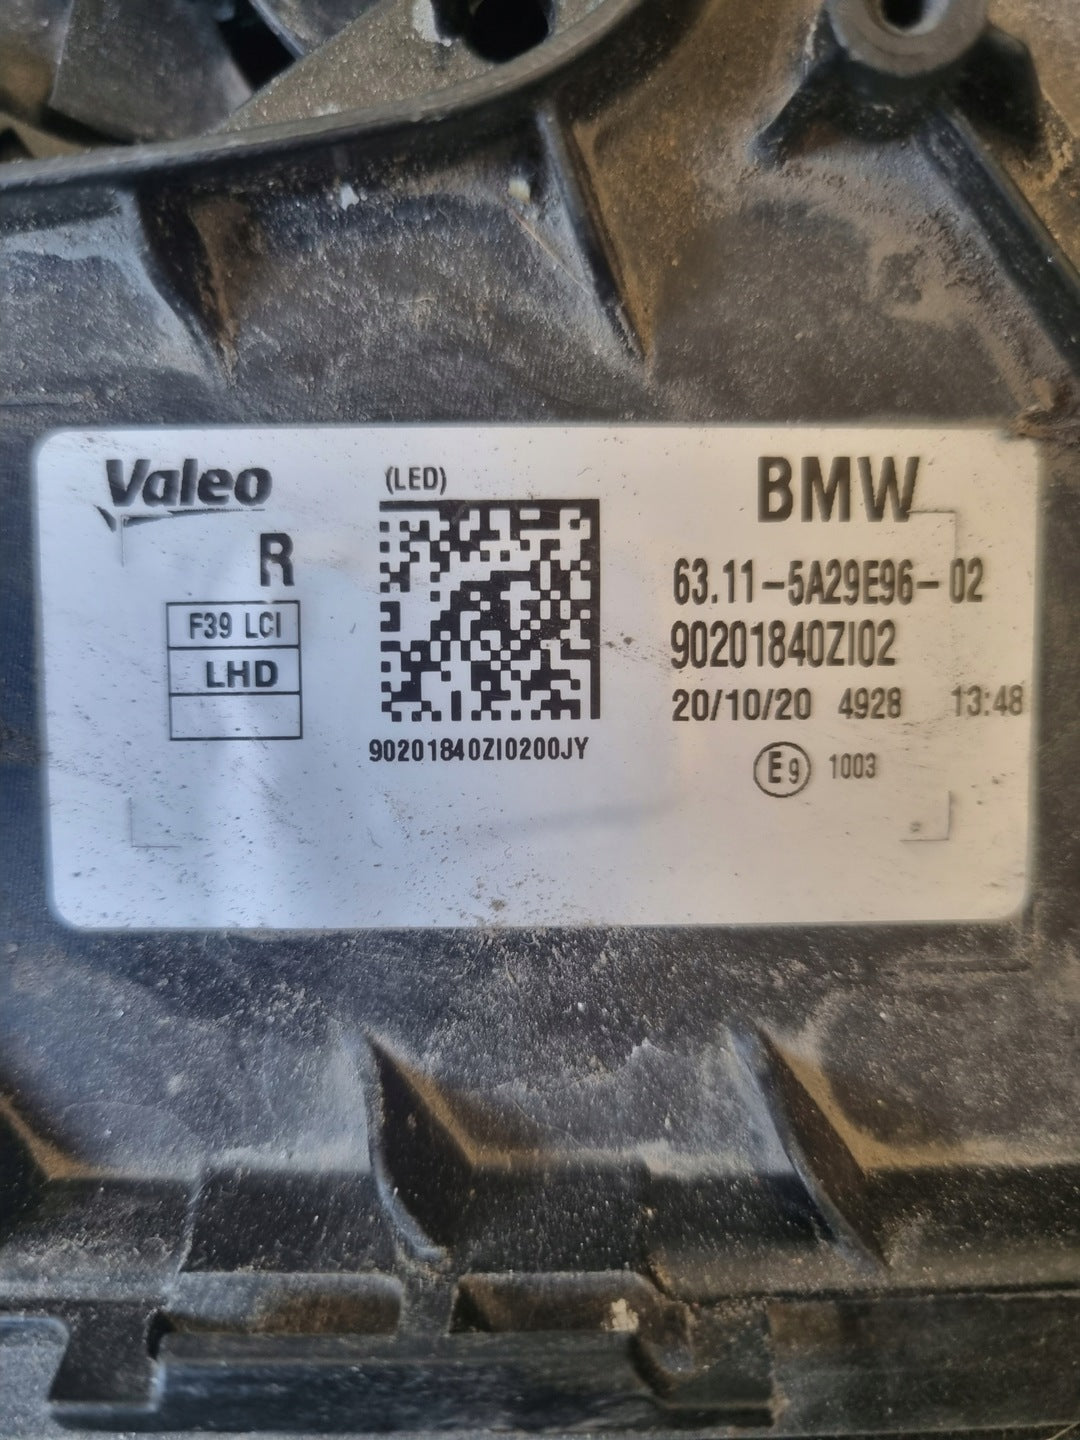 Valeo
R
F39 LCI
LHD
(LED)
90201840ZI0200JY
BMW
63.11-5A29E96-02
90201840ZI02
20/10/20 4928 13:48
E9 1003